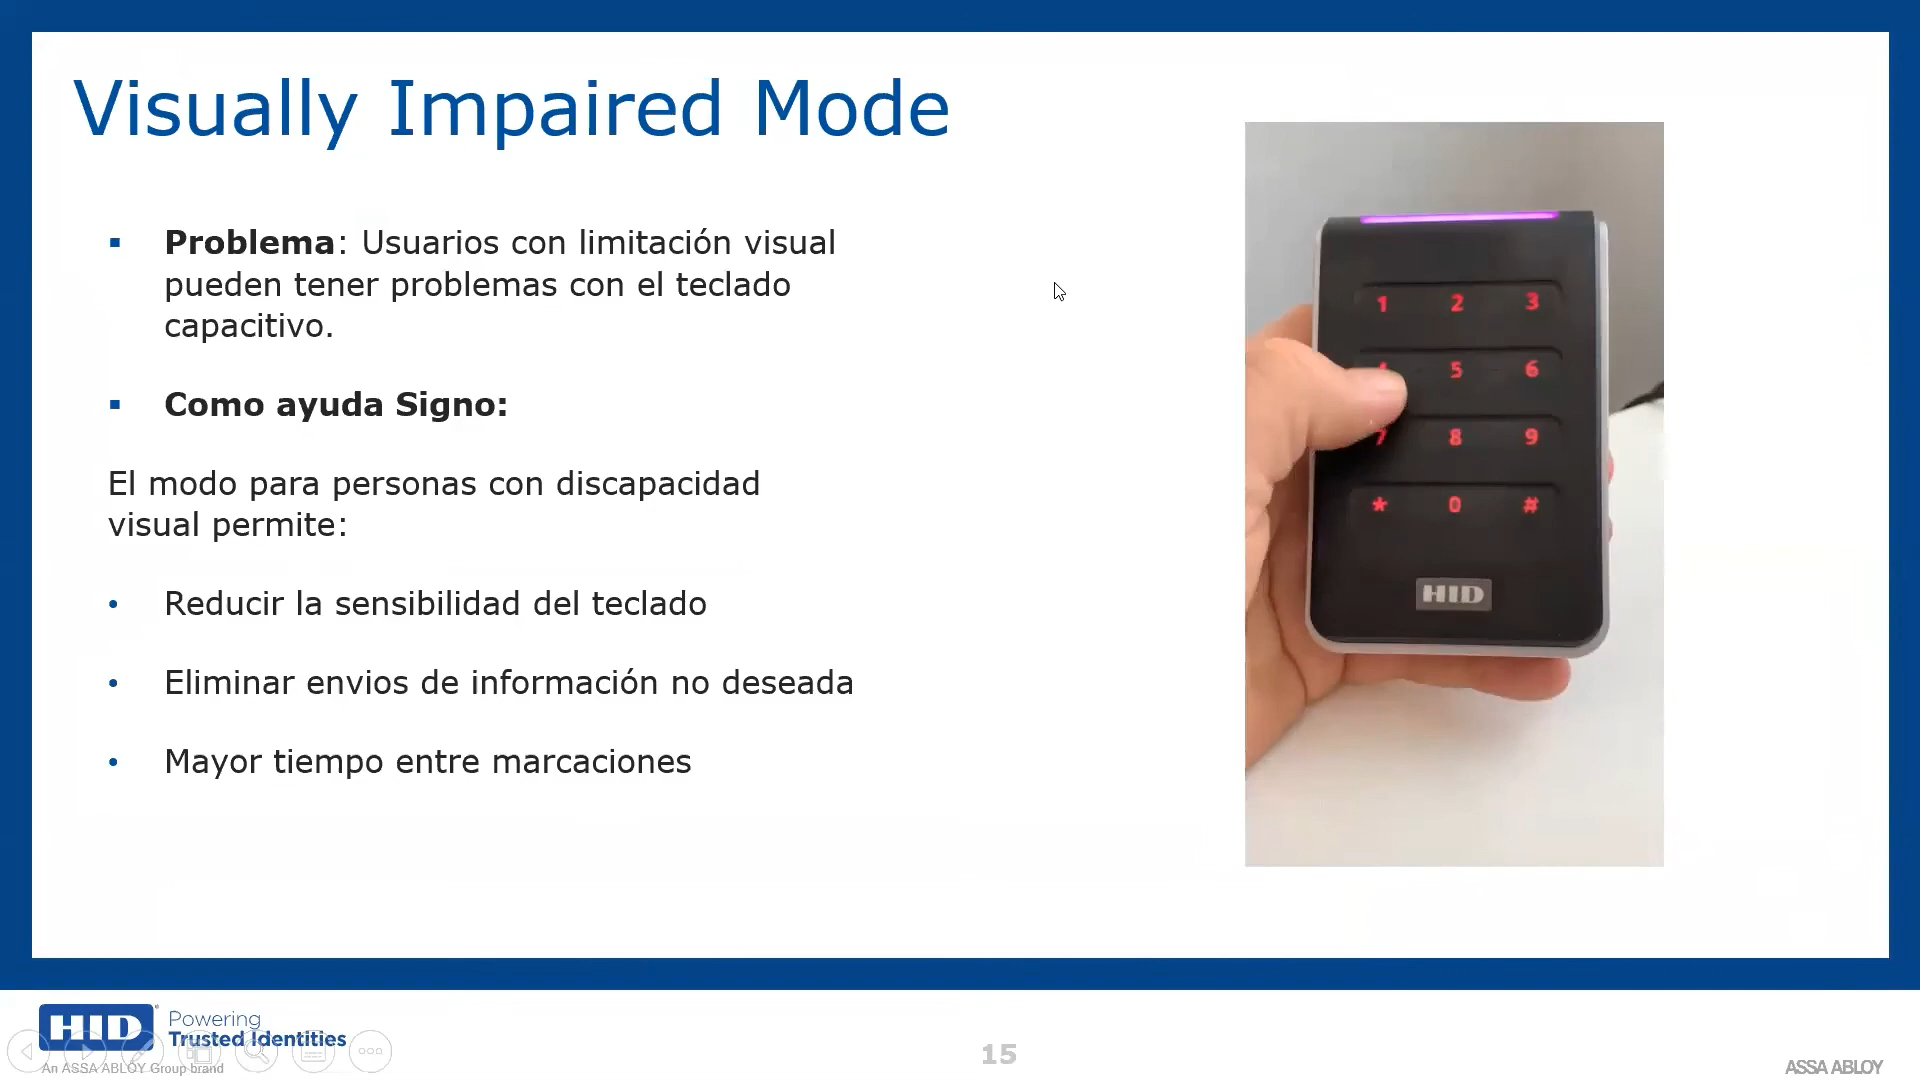 Visually Impaired Mode
Problema: Usuarios con limitación visual
pueden tener problemas con el teclado
capacitivo.
Como ayuda Signo:
El modo para personas con discapacidad
visual permite:
Reducir la sensibilidad del teclado
Eliminar envios de información no deseada
Mayor tiempo entre marcaciones
1 2 3
5 6
7 8 9
* 0 #
HID
HID
Powering
Trusted Identities
An ASSA ABLOY Group brand
15
ASSA ABLOY